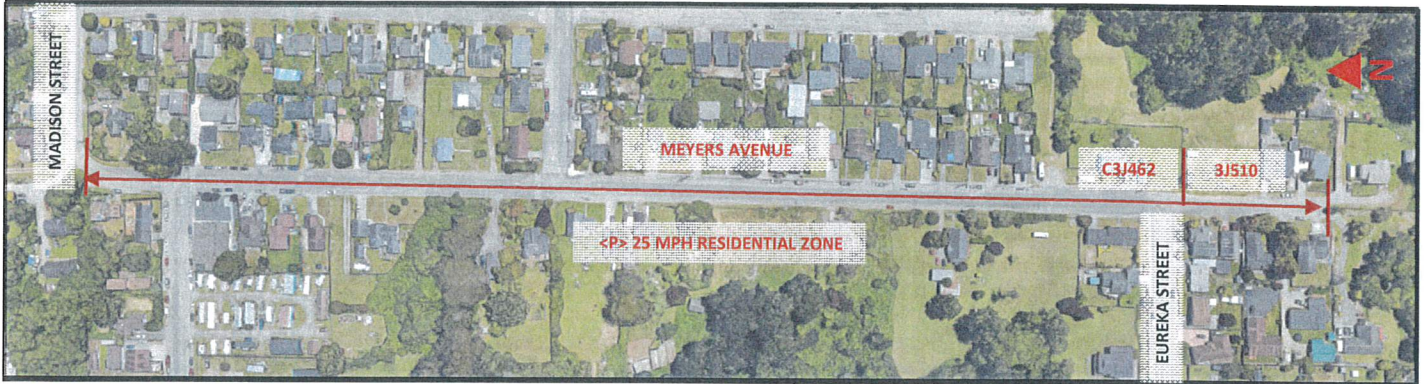 MADISON STREET
MEYERS AVENUE
C3J462
3J510
<P> 25 MPH RESIDENTIAL ZONE
EUREKA STREET
N